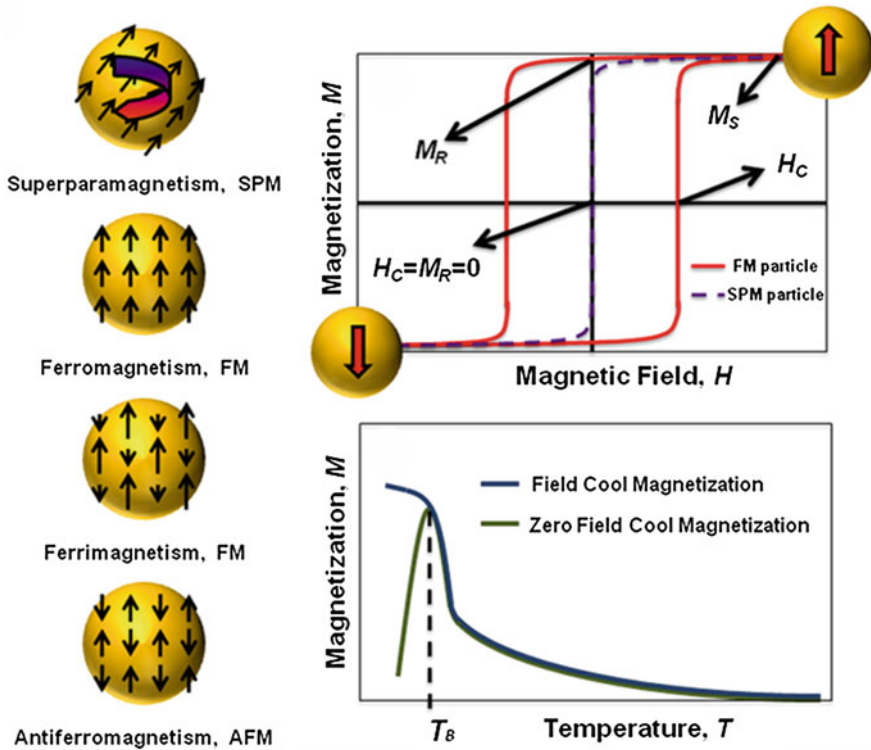 Superparamagnetism, SPM
Ferromagnetism, FM
Ferrimagnetism, FM
Antiferromagnetism, AFM
Magnetization, M
M_R
M_S
H_C
H_C=M_R=0
FM particle
SPM particle
Magnetic Field, H
Magnetization, M
Field Cool Magnetization
Zero Field Cool Magnetization
T_B
Temperature, T